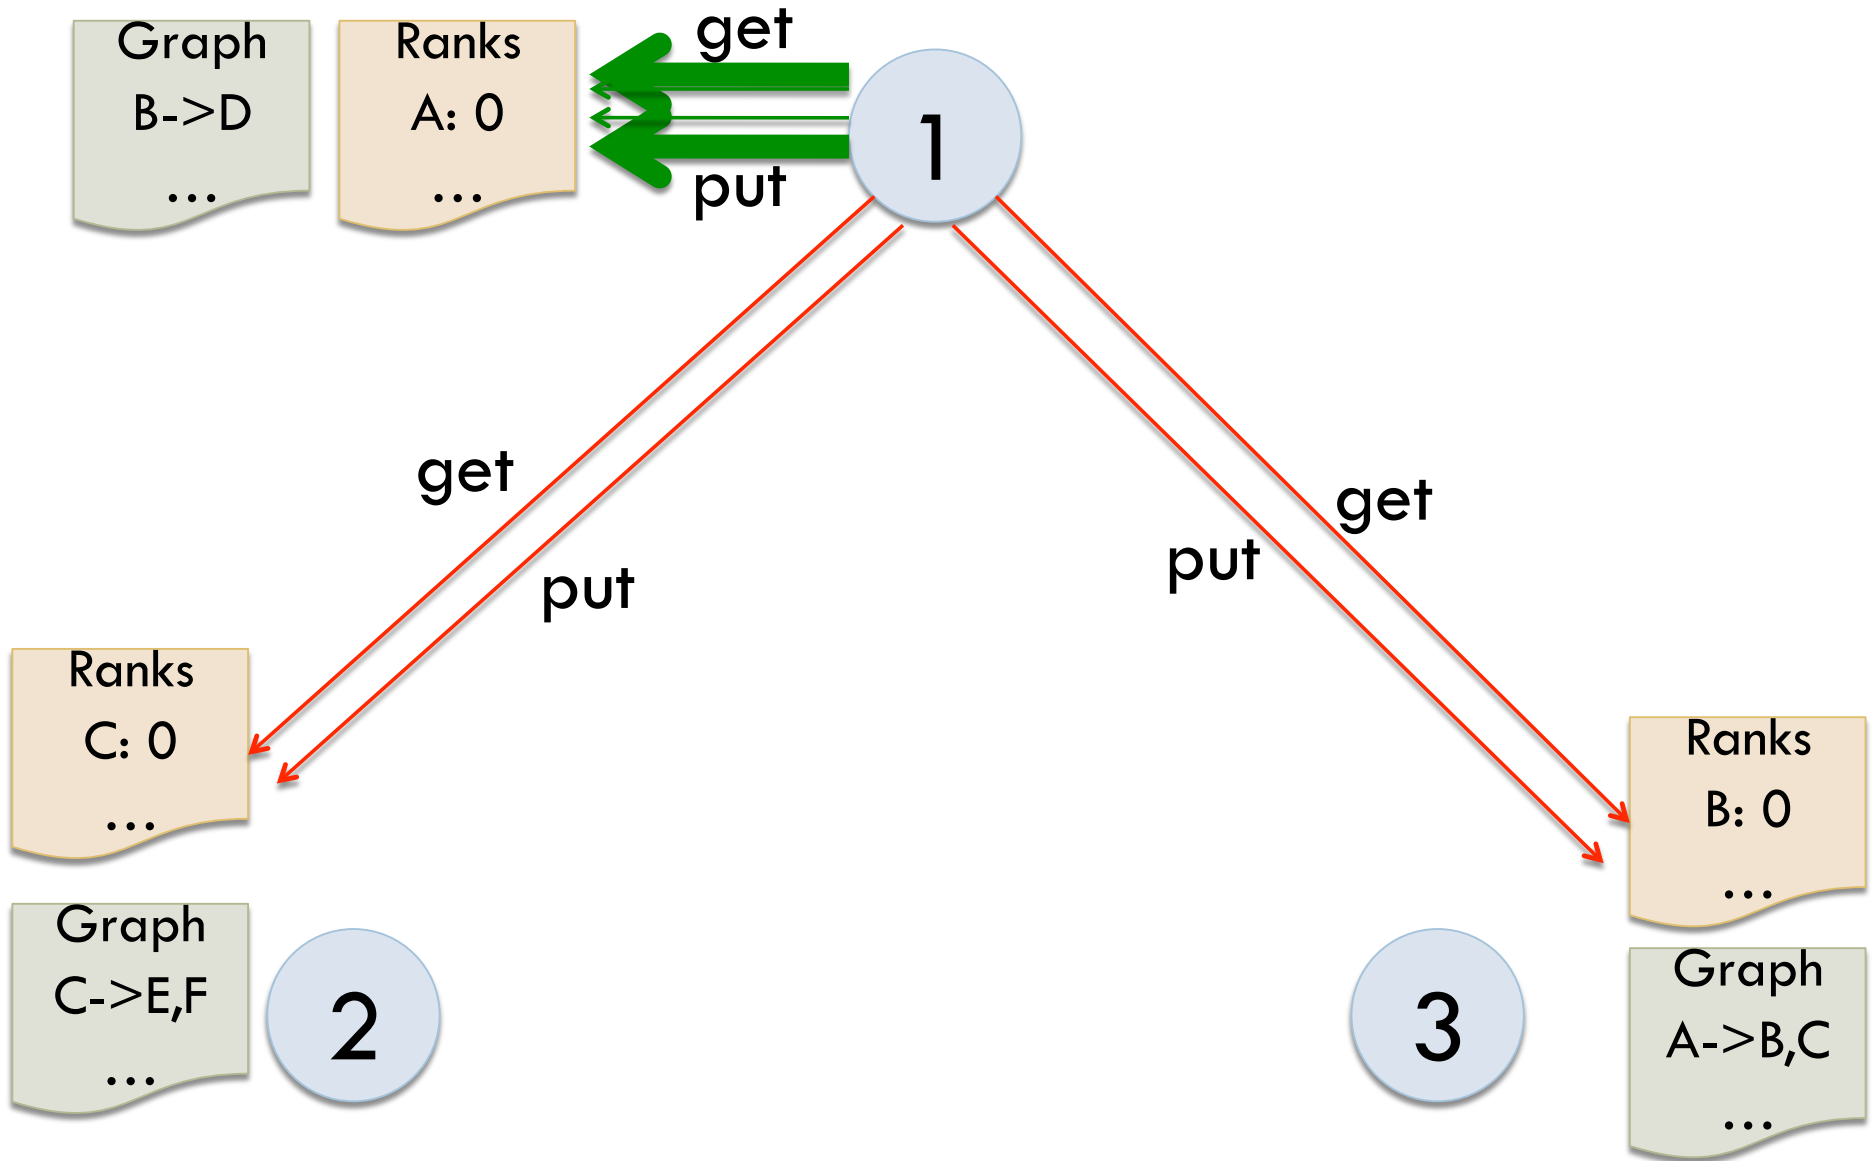 Graph
B->D
...
Ranks
A: 0
...
get
put
1
get
put
get
put
Ranks
C: 0
...
Graph
C->E,F
...
2
3
Ranks
B: 0
...
Graph
A->B,C
...